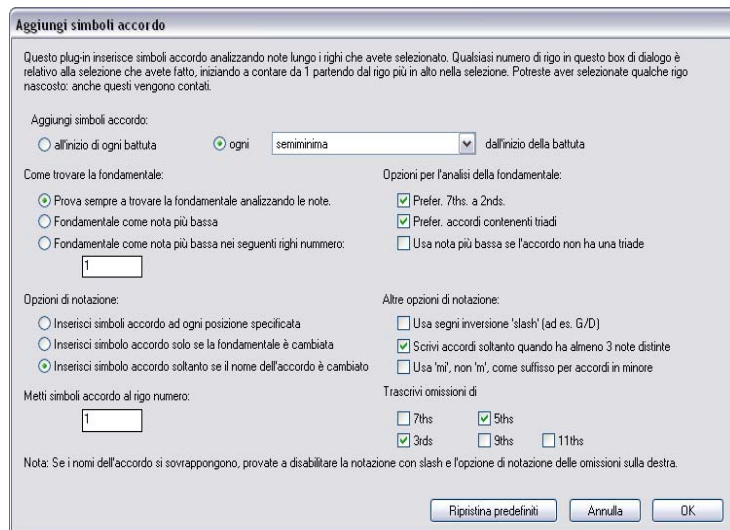 Aggiungi simboli accordo
Questo plug-in inserisce simboli accordo analizzando note lungo i righi che avete selezionato. Qualsiasi numero di rigo in questo box di dialogo è
relativo alla selezione che avete fatto, iniziando a contare da 1 partendo dal rigo più in alto nella selezione. Potreste aver selezionate qualche rigo
nascosto: anche questi vengono contati.
Aggiungi simboli accordo:
all'inizio di ogni battuta
ogni
semiminima
dall'inizio della battuta
Come trovare la fondamentale:
Prova sempre a trovare la fondamentale analizzando le note.
Fondamentale come nota più bassa
Fondamentale come nota più bassa nei seguenti righi nummero:
1
Opzioni per l'analisi della fondamentale:
Prefer. 7ths. a 2nds.
Prefer. accordi contenenti triadi
Usa nota più bassa se l'accordo non ha una triade
Opzioni di notazione:
Inserisci simboli accordo ad ogni posizione specificata
Inserisci simbolo accordo solo se la fondamentale è cambiata
Inserisci simbolo accordo soltanto se il nome dell'accordo è cambiato
Altre opzioni di notazione:
Usa segni inversione 'slash' (ad es. G/D)
Scrivi accordi soltanto quando ha almeno 3 note distinte
Usa 'mi', non 'm', come suffisso per accordi in minore
Metti simboli accordo al rigo numero:
1
Trascrivi omissioni di
7ths
5ths
3rds
9ths
11ths
Nota: Se i nomi dell'accordo si sovrappongono, provate a disabilitare la notazione con slash e l'opzione di notazione delle omissioni sulla destra.
Ripristina predefiniti
Annulla
OK